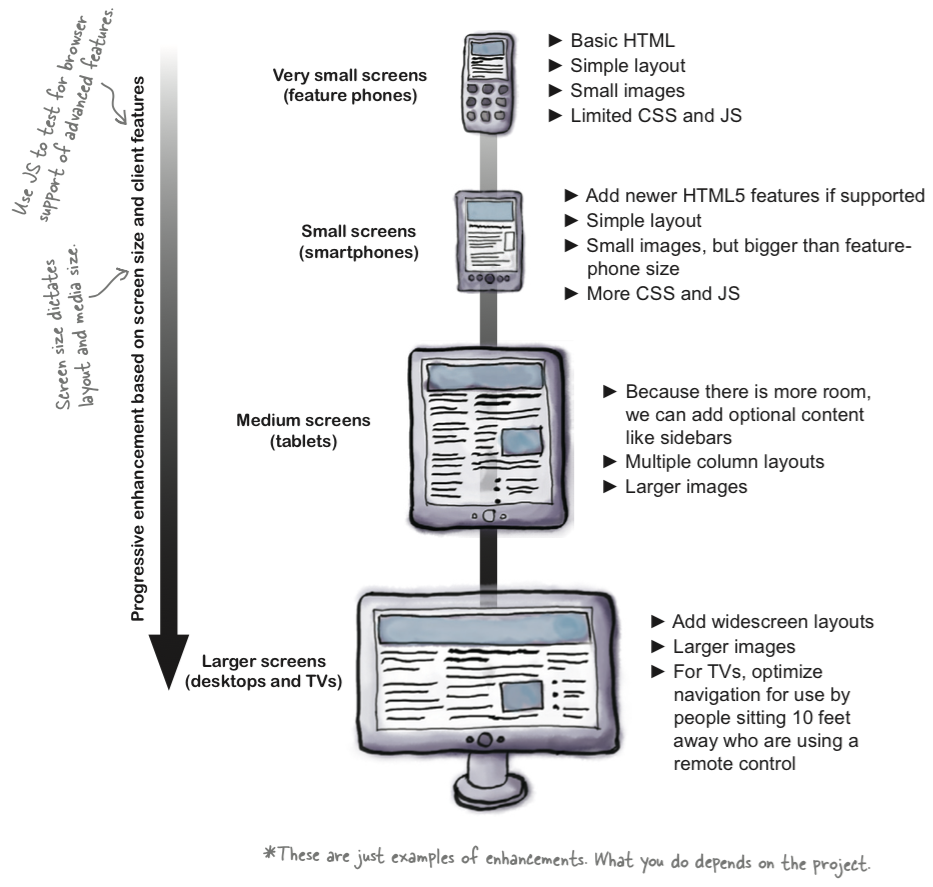 Use JS to test for browser
support of advanced features.
Screen size dictates
layout and media size.
Progressive enhancement based on screen size and client features
Very small screens
(feature phones)
► Basic HTML
► Simple layout
► Small images
► Limited CSS and JS
Small screens
(smartphones)
► Add newer HTML5 features if supported
► Simple layout
► Small images, but bigger than feature-
phone size
► More CSS and JS
Medium screens
(tablets)
► Because there is more room,
we can add optional content
like sidebars
► Multiple column layouts
► Larger images
Larger screens
(desktops and TVs)
► Add widescreen layouts
► Larger images
► For TVs, optimize
navigation for use by
people sitting 10 feet
away who are using a
remote control
*These are just examples of enhancements. What you do depends on the project.